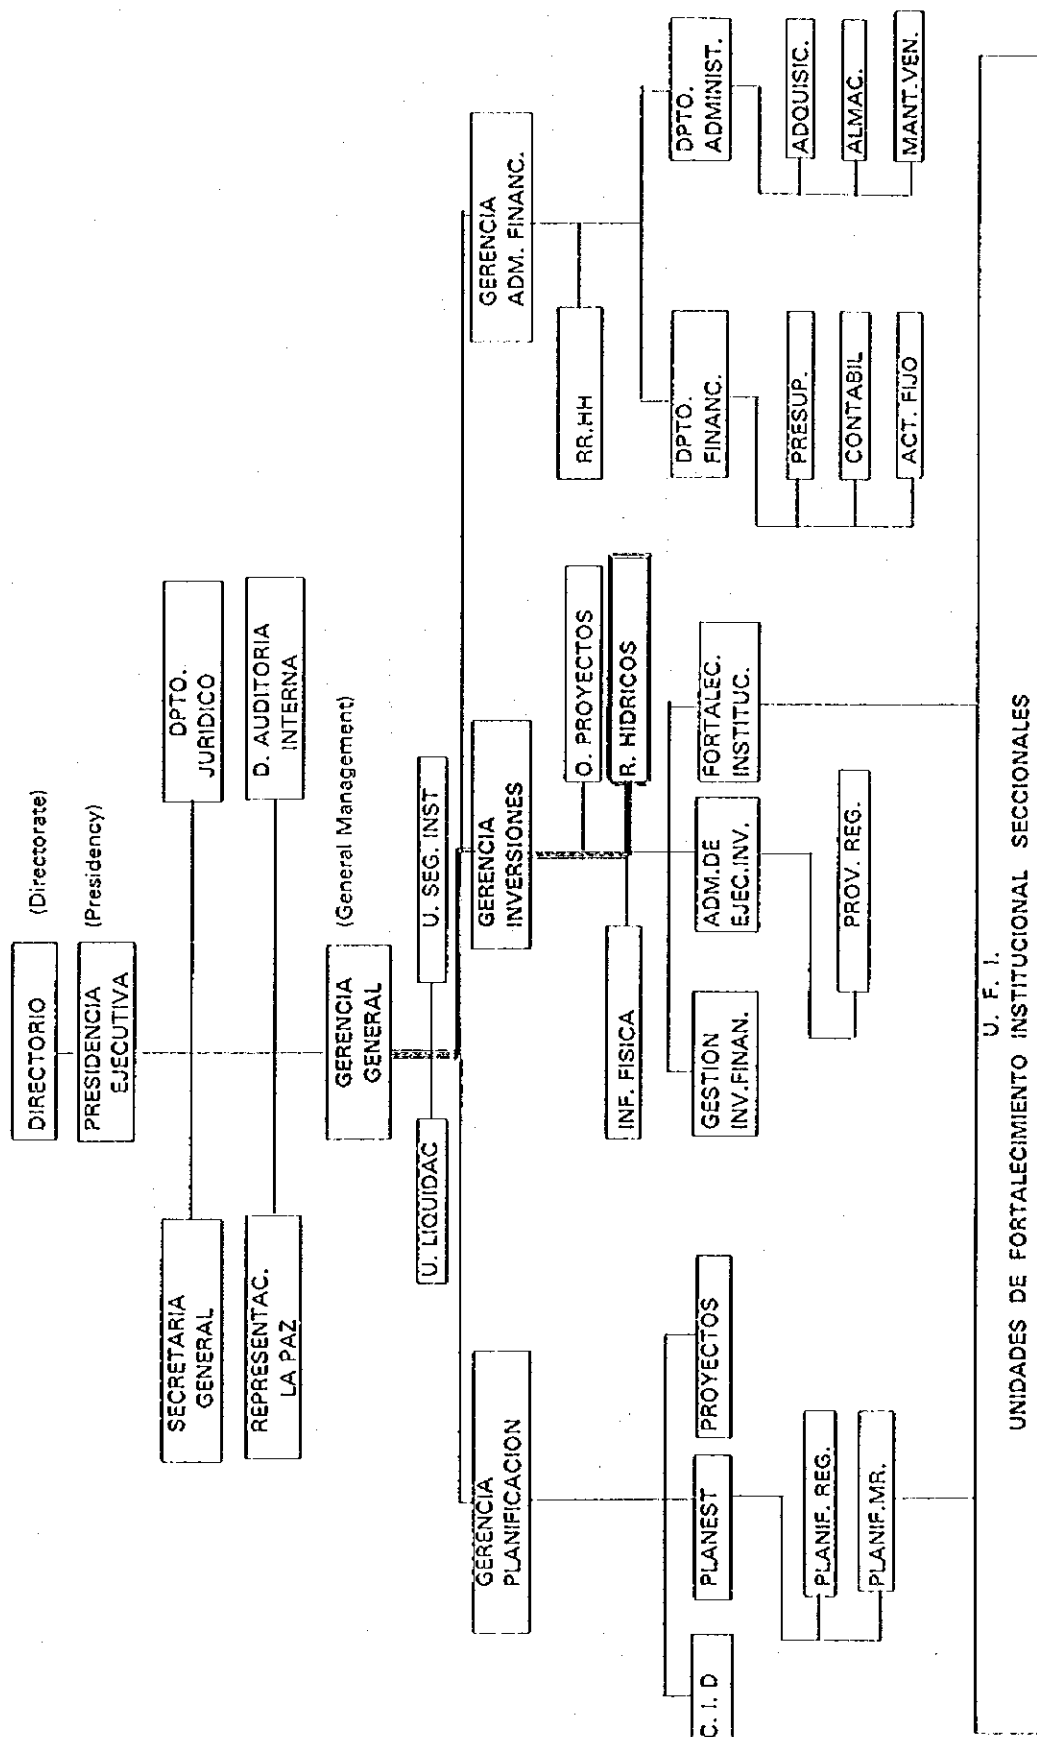 DIRECTORIO
(Directorate)
PRESIDENCIA
EJECUTIVA
(Presidency)
SECRETARIA
GENERAL
DPTO.
JURIDICO
REPRESENTAC.
LA PAZ
D. AUDITORIA
INTERNA
GERENCIA
GENERAL
(General Management)
U. LIQUIDAC
U. SEG. INST
GERENCIA
PLANIFICACION
GERENCIA
INVERSIONES
GERENCIA
ADM. FINANC.
O. PROYECTOS
RR.HH
INF. FISICA
R. HIDRICOS
C. I. D
PLANEST
PROYECTOS
GESTION
INV.FINAN.
ADM.DE
EJEC.INV.
FORTALEC.
INSTITUC.
DPTO.
FINANC.
DPTO.
ADMINIST.
PLANIF. REG.
PLANIF.MR.
PROV. REG.
PRESUP.
CONTABIL
ACT. FIJO
ADQUISIC.
ALMAC.
MANT.VEN.
U. F. I.
UNIDADES DE FORTALECIMIENTO INSTITUCIONAL SECCIONALES